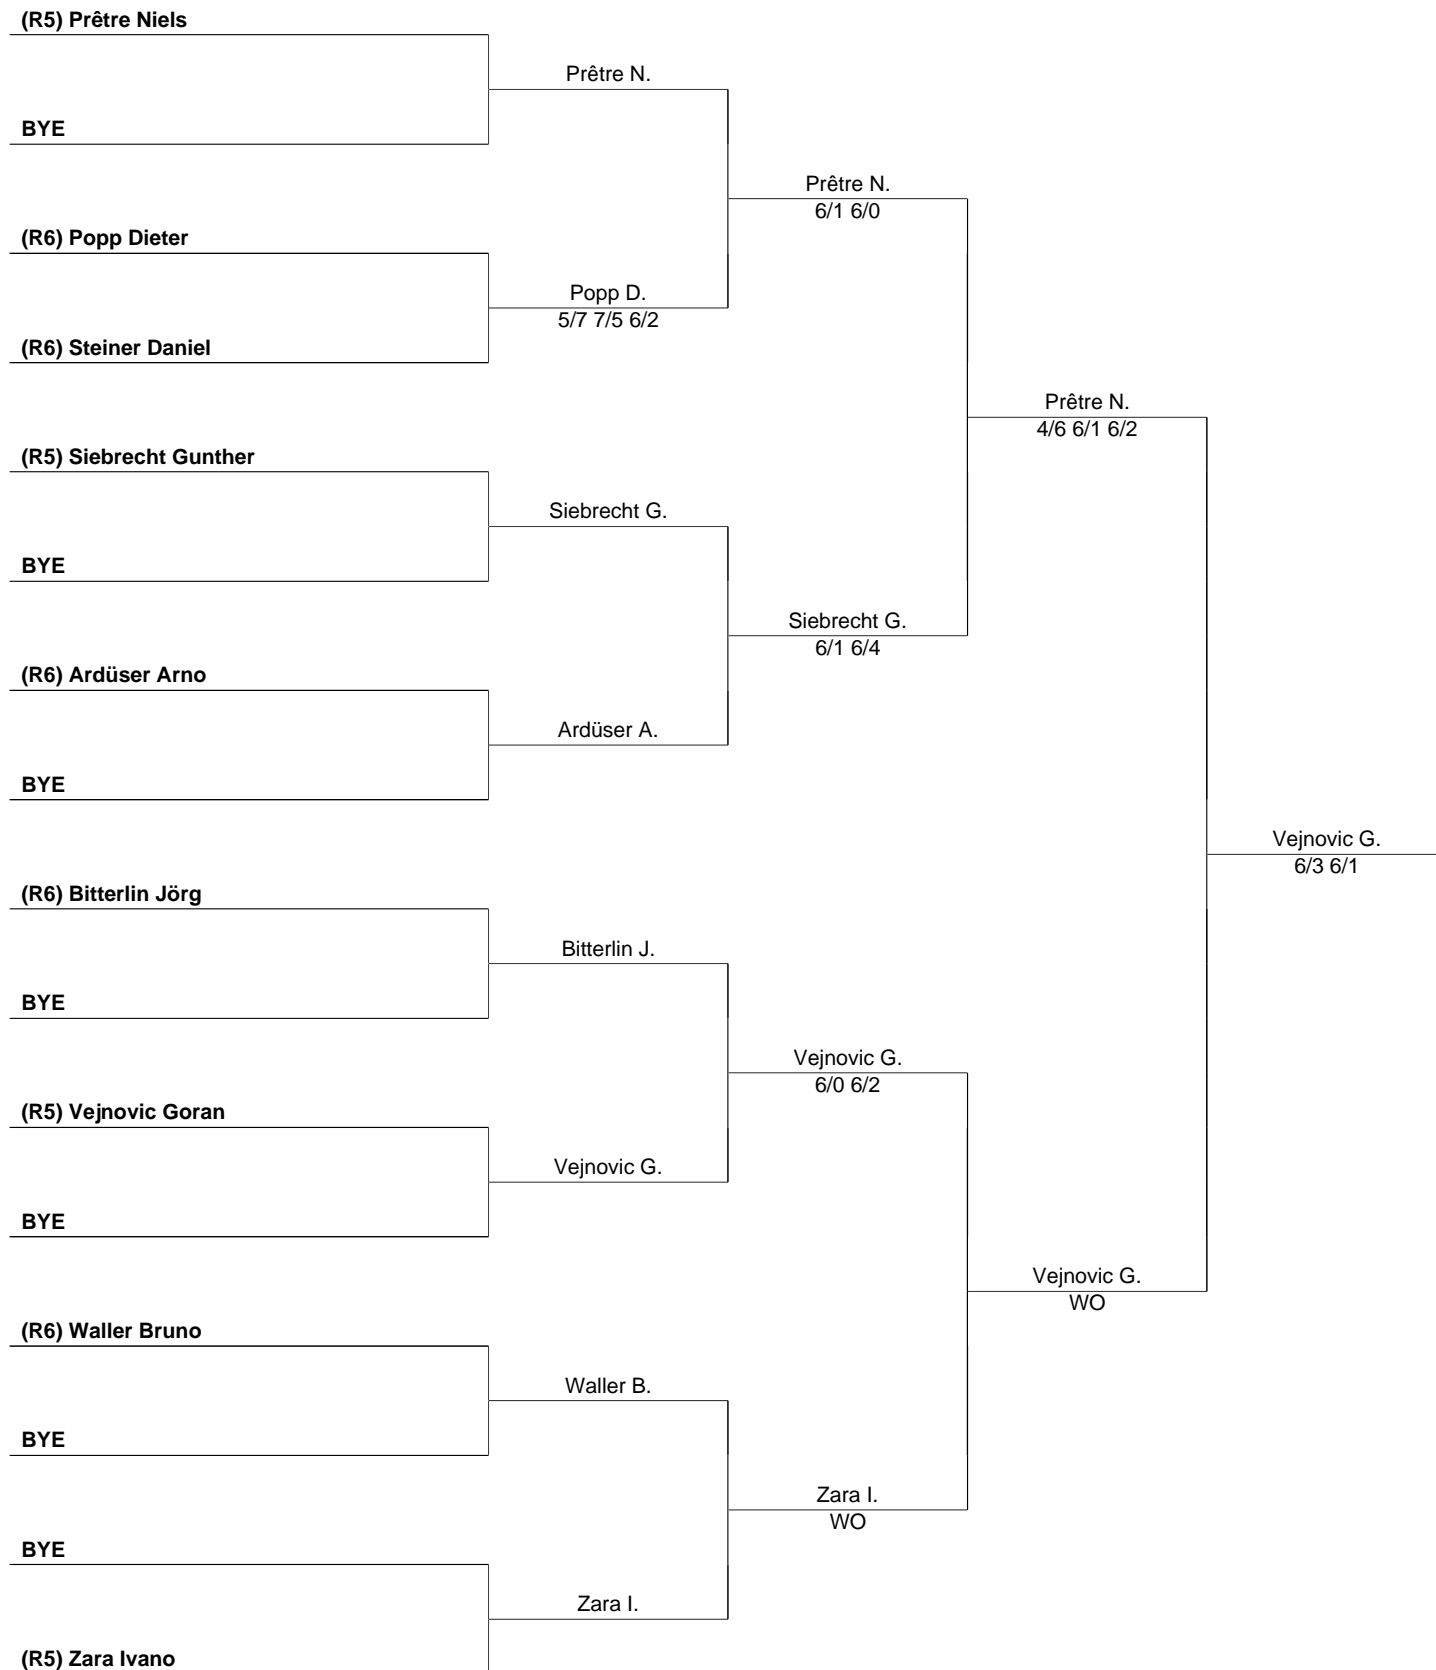 (R5) Prêtre Niels
Prêtre N.
BYE
Prêtre N.
6/1 6/0
(R6) Popp Dieter
Popp D.
5/7 7/5 6/2
(R6) Steiner Daniel
Prêtre N.
4/6 6/1 6/2
(R5) Siebrecht Gunther
Siebrecht G.
BYE
Siebrecht G.
6/1 6/4
(R6) Ardüser Arno
Ardüser A.
BYE
Vejnovic G.
6/3 6/1
(R6) Bitterlin Jörg
Bitterlin J.
BYE
Vejnovic G.
6/0 6/2
(R5) Vejnovic Goran
Vejnovic G.
BYE
Vejnovic G.
WO
(R6) Waller Bruno
Waller B.
BYE
Zara I.
WO
BYE
Zara I.
(R5) Zara Ivano